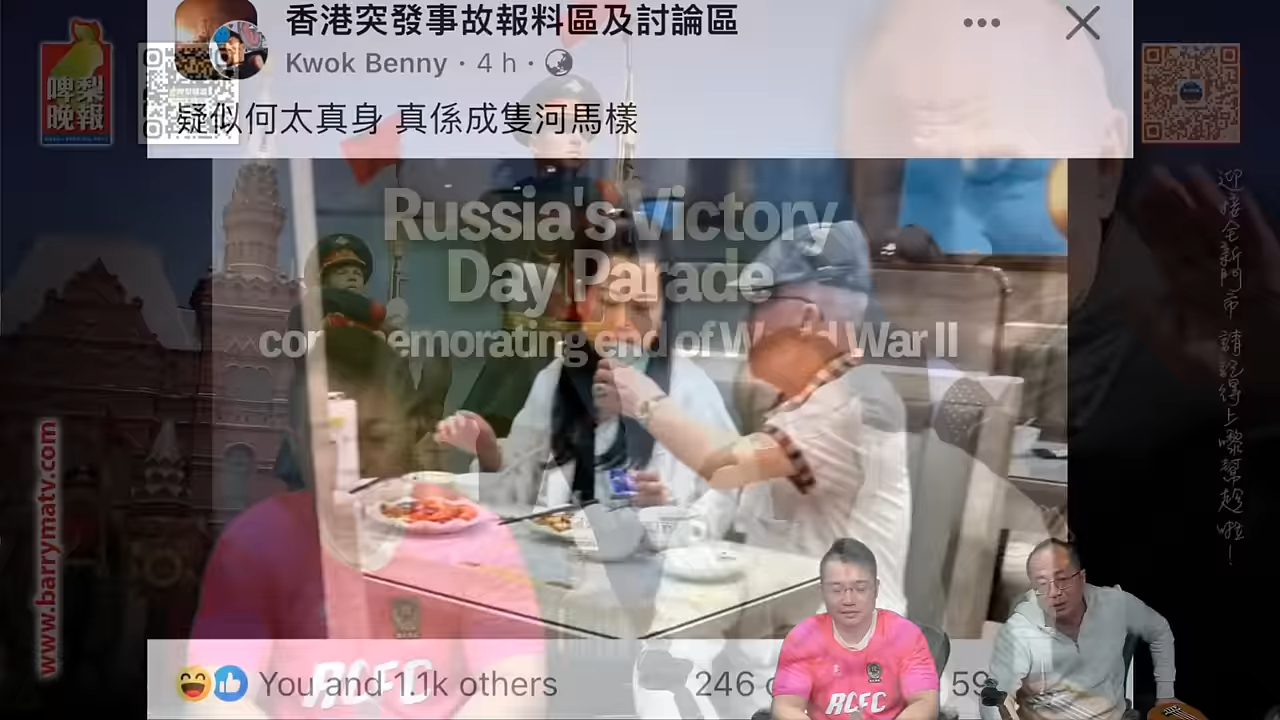 香港突發事故報料區及討論區
Kwok Benny · 4 h ·
疑似何太真身 真係成隻河馬樣
啤梨
晚報
Russia's Victory
Day Parade
commemorating end of World War II
www.barrymatv.com
迎接全新門市 請記得上嚟幫趁啦！
You and 1.1k others
246
59
RCFC
RCFC